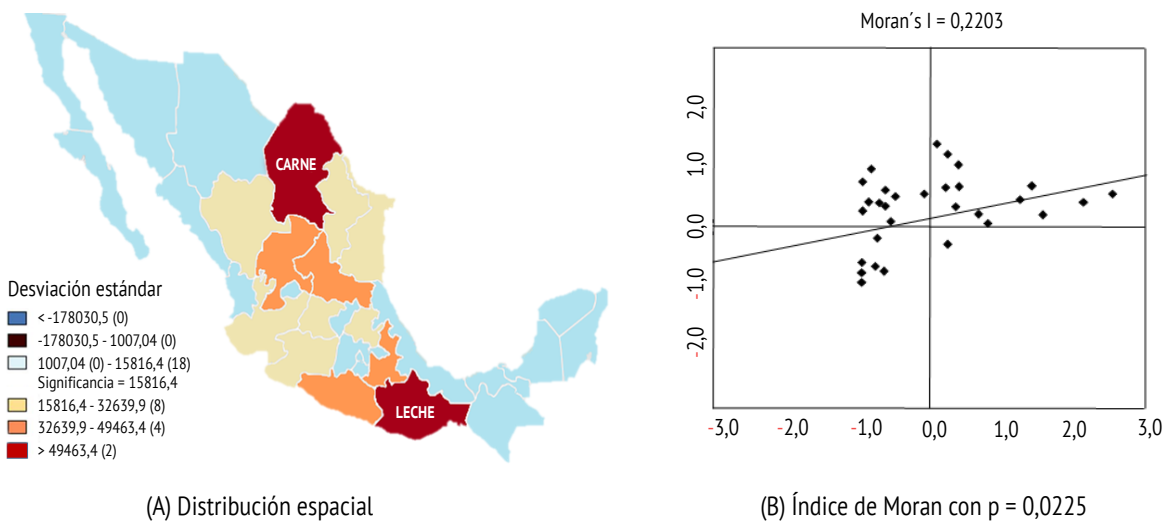 CARNE
LECHE
Desviación estándar
< -178030,5 (0)
-178030,5 - 1007,04 (0)
1007,04 (0) - 15816,4 (18)
Significancia = 15816,4
15816,4 - 32639,9 (8)
32639,9 - 49463,4 (4)
> 49463,4 (2)
(A) Distribución espacial
Moran´s I = 0,2203
2,0
1,0
0,0
-1,0
-2,0
-3,0 -2,0 -1,0 0,0 1,0 2,0 3,0
(B) Índice de Moran con p = 0,0225